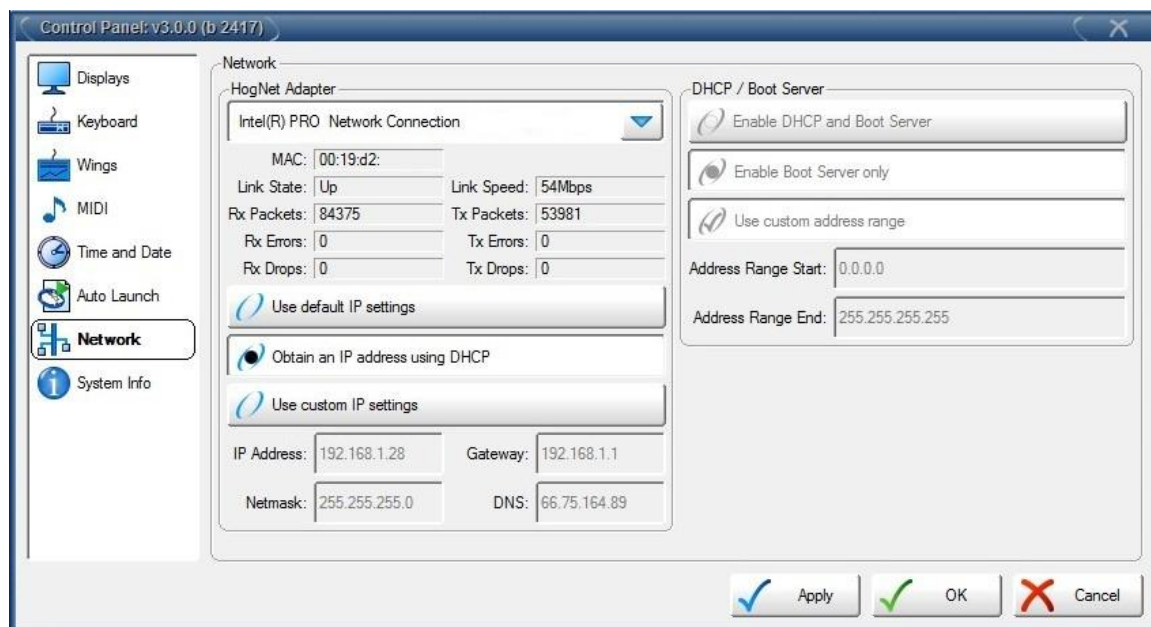 Control Panel: v3.0.0 (b 2417)
Displays
Keyboard
Wings
MIDI
Time and Date
Auto Launch
Network
System Info
Network
HogNet Adapter
Intel(R) PRO Network Connection
MAC: 00:19:d2:
Link State: Up Link Speed: 54Mbps
Rx Packets: 84375 Tx Packets: 53981
Rx Errors: 0 Tx Errors: 0
Rx Drops: 0 Tx Drops: 0
Use default IP settings
Obtain an IP address using DHCP
Use custom IP settings
IP Address: 192.168.1.28 Gateway: 192.168.1.1
Netmask: 255.255.255.0 DNS: 66.75.164.89
DHCP / Boot Server
Enable DHCP and Boot Server
Enable Boot Server only
Use custom address range
Address Range Start: 0.0.0.0
Address Range End: 255.255.255.255
Apply OK Cancel